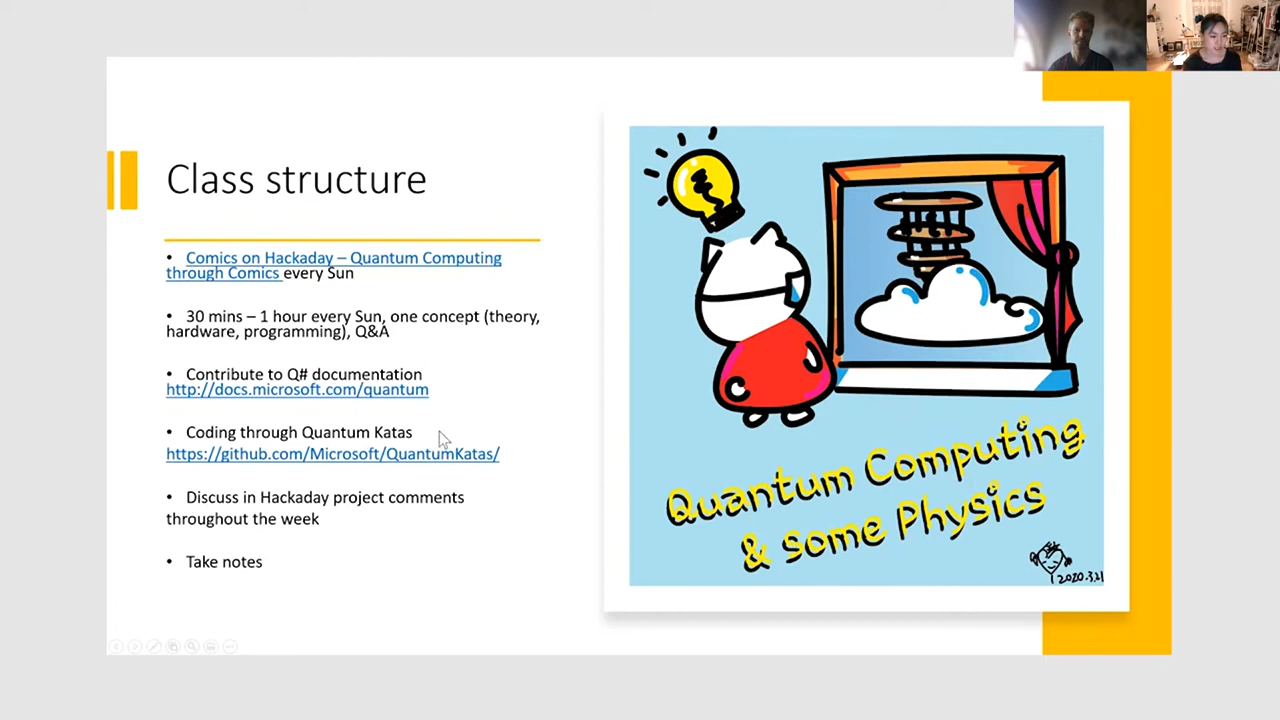 Class structure
• Comics on Hackaday – Quantum Computing
through Comics every Sun
• 30 mins – 1 hour every Sun, one concept (theory,
hardware, programming), Q&A
• Contribute to Q# documentation
http://docs.microsoft.com/quantum
• Coding through Quantum Katas
https://github.com/Microsoft/QuantumKatas/
• Discuss in Hackaday project comments
throughout the week
• Take notes
Quantum Computing
& some Physics
2020.3.21